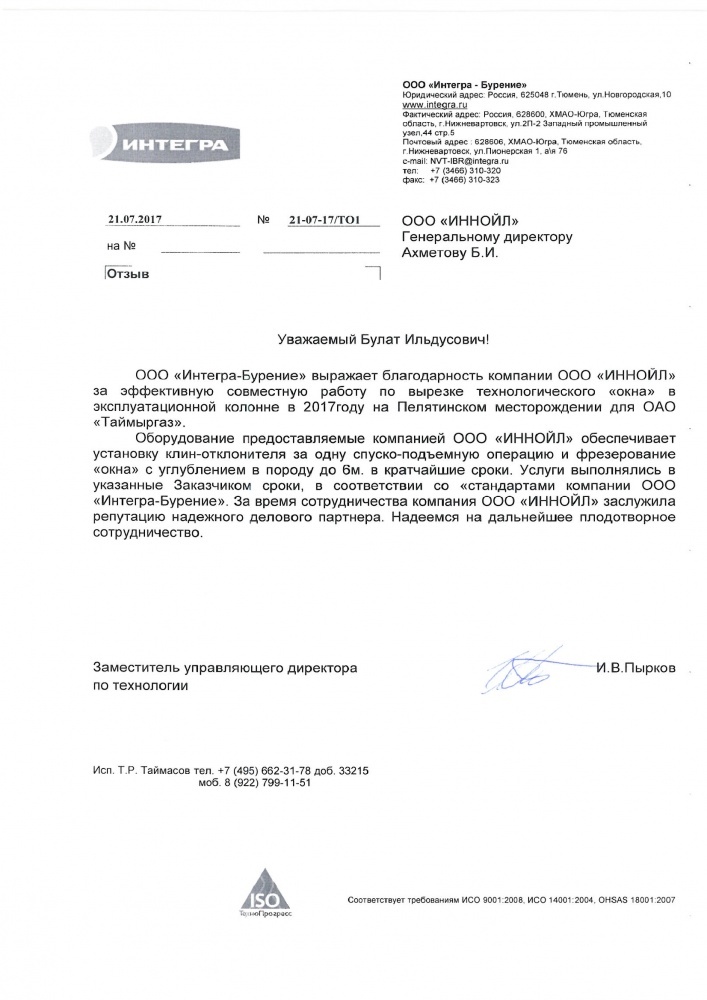 ООО «Интегра - Бурение»
Юридический адрес: Россия, 625048 г.Тюмень, ул.Новгородская,10
www.integra.ru
Фактический адрес: Россия, 628600, ХМАО-Югра, Тюменская
область, г.Нижневартовск, ул.2П-2 Западный промышленный
узел,44 стр.5
Почтовый адрес : 628606, ХМАО-Югра, Тюменская область,
г.Нижневартовск, ул.Пионерская 1, а\я 76
e-mail: NVT-IBR@integra.ru
тел: +7 (3466) 310-320
факс: +7 (3466) 310-323
ИНТЕГРА
21.07.2017 № 21-07-17/ТО1
на №
Отзыв
ООО «ИННОЙЛ»
Генеральному директору
Ахметову Б.И.
Уважаемый Булат Ильдусович!
ООО «Интегра-Бурение» выражает благодарность компании ООО «ИННОЙЛ»
за эффективную совместную работу по вырезке технологического «окна» в
эксплуатационной колонне в 2017году на Пелятинском месторождении для ОАО
«Таймыргаз».
Оборудование предоставляемые компанией ООО «ИННОЙЛ» обеспечивает
установку клин-отклонителя за одну спуско-подъемную операцию и фрезерование
«окна» с углублением в породу до 6м. в кратчайшие сроки. Услуги выполнялись в
указанные Заказчиком сроки, в соответствии со «стандартами компании ООО
«Интегра-Бурение». За время сотрудничества компания ООО «ИННОЙЛ» заслужила
репутацию надежного делового партнера. Надеемся на дальнейшее плодотворное
сотрудничество.
Заместитель управляющего директора
по технологии
И.В.Пырков
Исп. Т.Р. Таймасов тел. +7 (495) 662-31-78 доб. 33215
моб. 8 (922) 799-11-51
ISO
ТехноПрогресс
Соответствует требованиям ИСО 9001:2008, ИСО 14001:2004, OHSAS 18001:2007